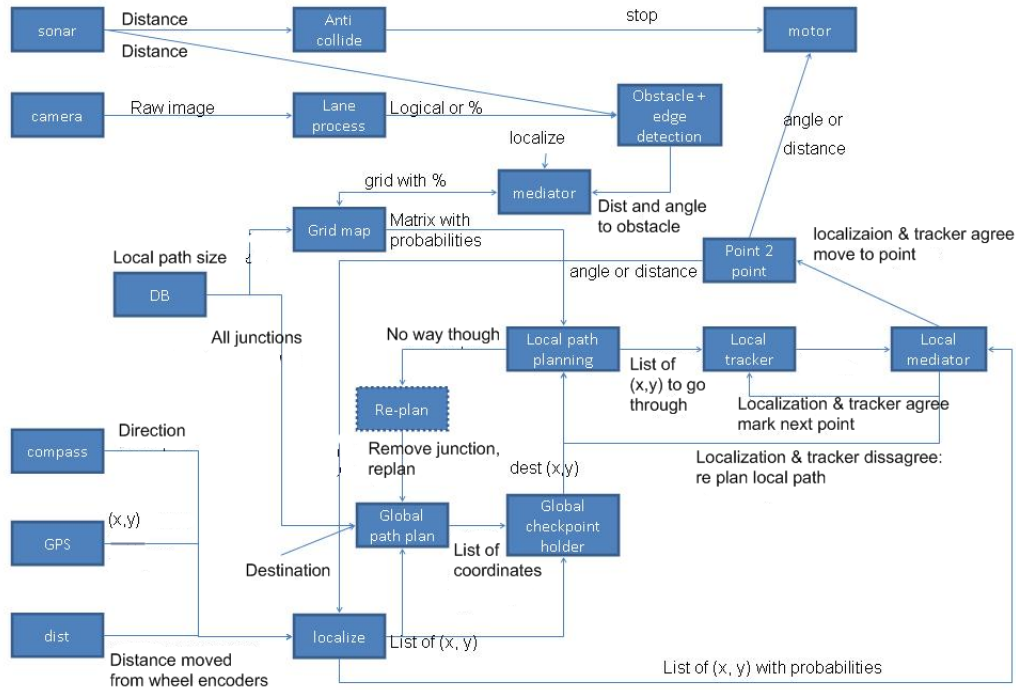 sonar
Distance
Distance
Anti
collide
stop
motor
camera
Raw image
Lane
process
Logical or %
Obstacle +
edge
detection
angle or
distance
localize
grid with %
mediator
Dist and angle
to obstacle
Grid map
Matrix with
probabilities
Local path size
DB
angle or distance
Point 2
point
localizaion & tracker agree
move to point
All junctions
No way though
Local path
planning
List of
(x,y) to go
through
Local
tracker
Local
mediator
Re-plan
Localization & tracker agree
mark next point
Remove junction,
replan
dest (x,y)
Localization & tracker dissagree:
re plan local path
compass
Direction
GPS
(x,y)
Global
path plan
List of
coordinates
Global
checkpoint
holder
Destination
dist
Distance moved
from wheel encoders
localize
List of (x, y)
List of (x, y) with probabilities